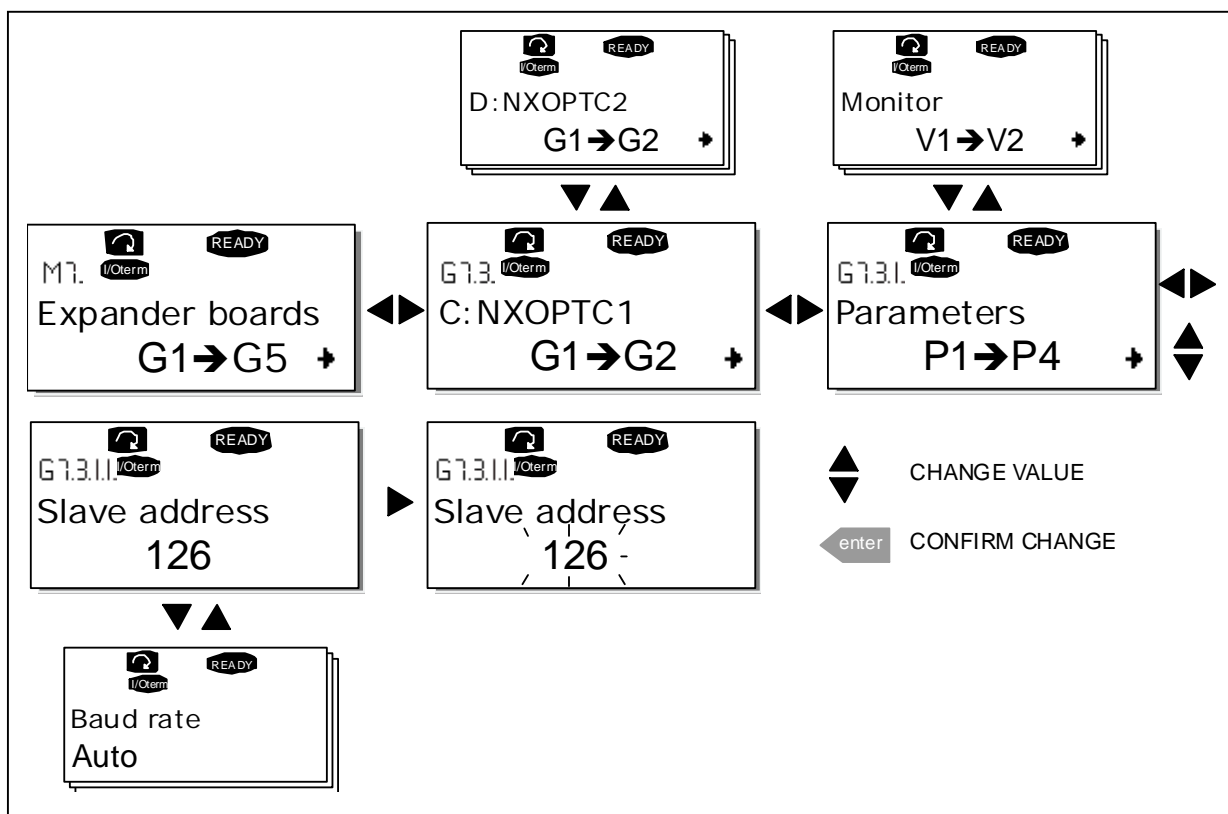 READY
I/Oterm
D:NXOPTC2
G1→G2
READY
I/Oterm
Monitor
V1→V2
READY
M7. I/Oterm
Expander boards
G1→G5
READY
G7.3. I/Oterm
C:NXOPTC1
G1→G2
READY
G7.3.1. I/Oterm
Parameters
P1→P4
READY
G7.3.1.1. I/Oterm
Slave address
126
READY
G7.3.1.1. I/Oterm
Slave address
126
CHANGE VALUE
enter CONFIRM CHANGE
READY
I/Oterm
Baud rate
Auto